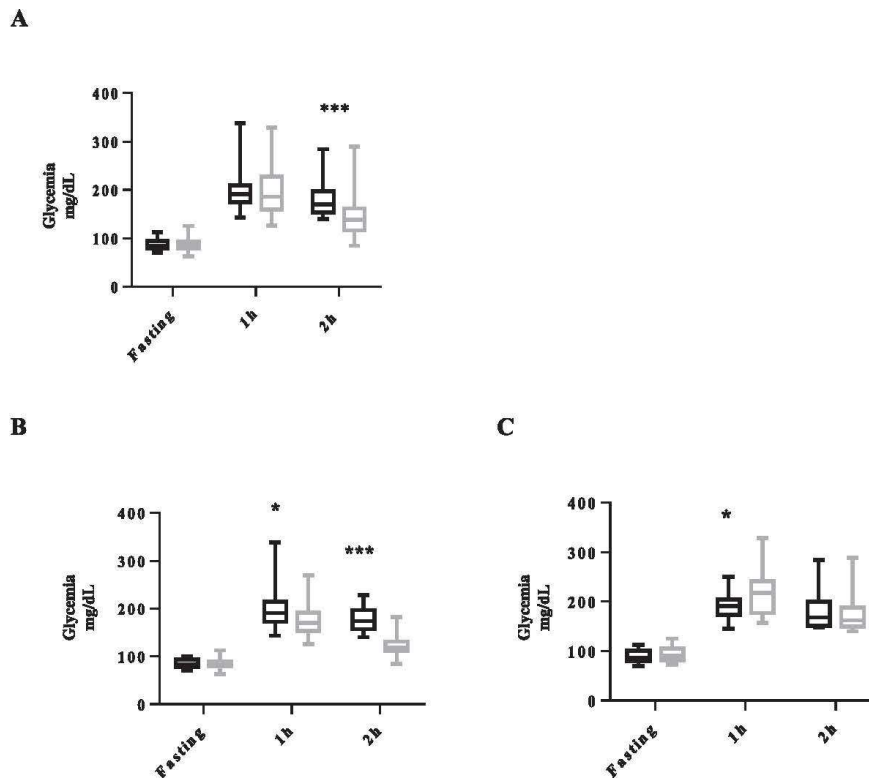 A
Glycemia
mg/dL
400
300
200
100
0
***
Fasting
1h
2h
B
Glycemia
mg/dL
400
300
200
100
0
*
***
Fasting
1h
2h
C
Glycemia
mg/dL
400
300
200
100
0
*
Fasting
1h
2h